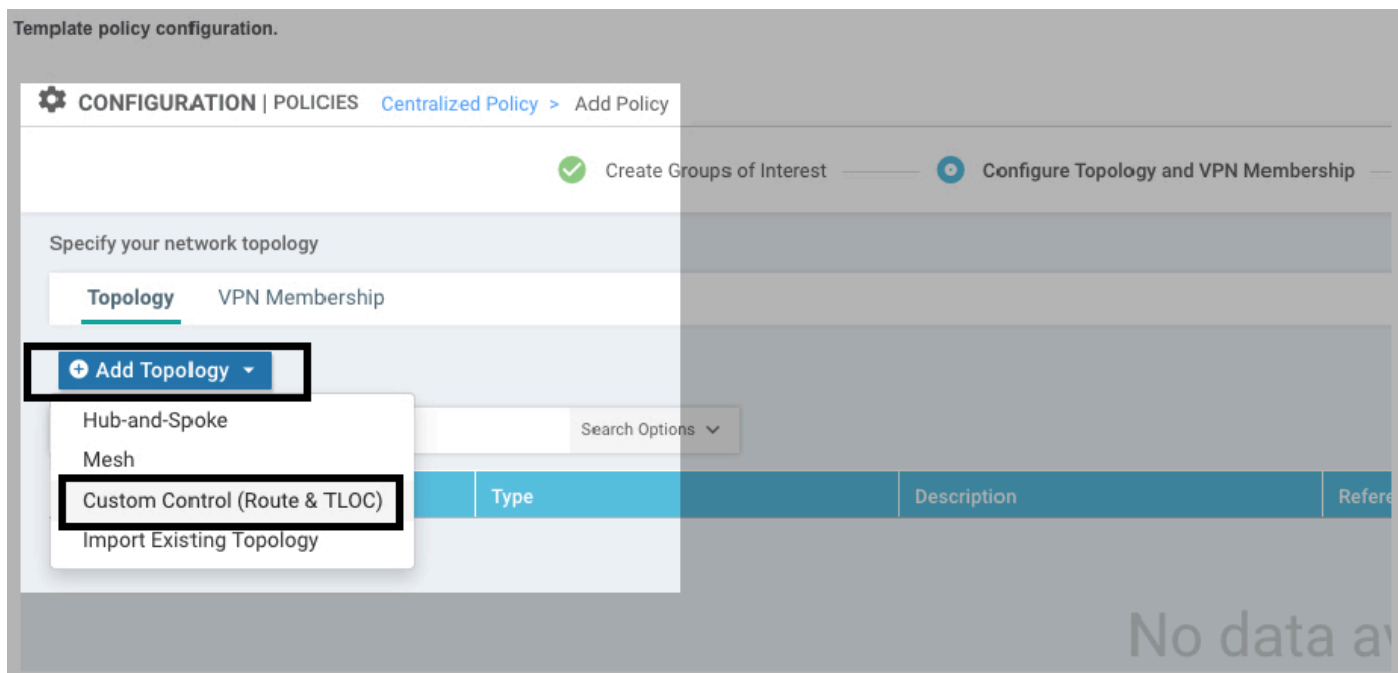 Template policy configuration.
CONFIGURATION | POLICIES Centralized Policy > Add Policy
Create Groups of Interest
Configure Topology and VPN Membership
Specify your network topology
Topology VPN Membership
Add Topology
Hub-and-Spoke
Search Options
Mesh
Custom Control (Route & TLOC)
Type Description
Import Existing Topology
No data